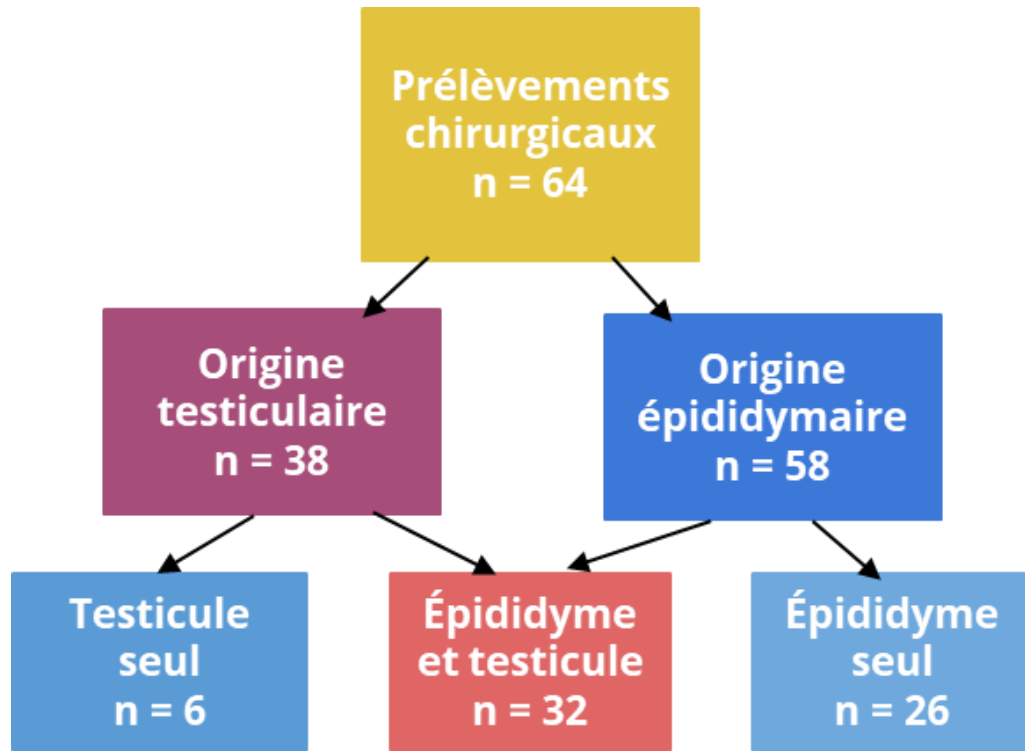 Prélèvements
chirurgicaux
n = 64
Origine
testiculaire
n = 38
Origine
épididymaire
n = 58
Testicule
seul
n = 6
Épididyme
et testicule
n = 32
Épididyme
seul
n = 26